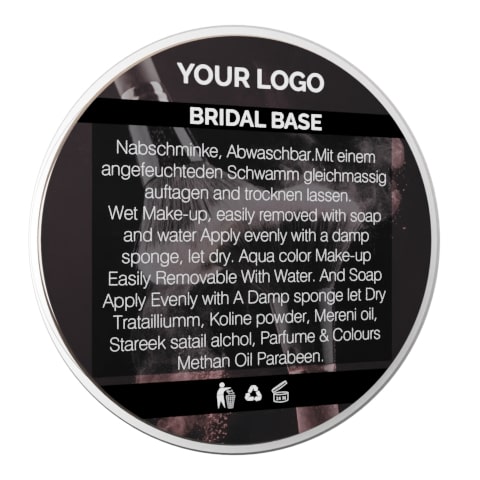 YOUR LOGO
BRIDAL BASE
Nabschminke, Abwaschbar.Mit einem
angefeuchteden Schwamm gleichmassig
auftagen and trocknen lassen.
Wet Make-up, easily removed with soap
and water Apply evenly with a damp
sponge, let dry. Aqua color Make-up
Easily Removable With Water. And Soap
Apply Evenly with A Damp sponge let Dry
Tratailliumm, Koline powder, Mereni oil,
Stareek satail alchol, Parfume & Colours
Methan Oil Parabeen.